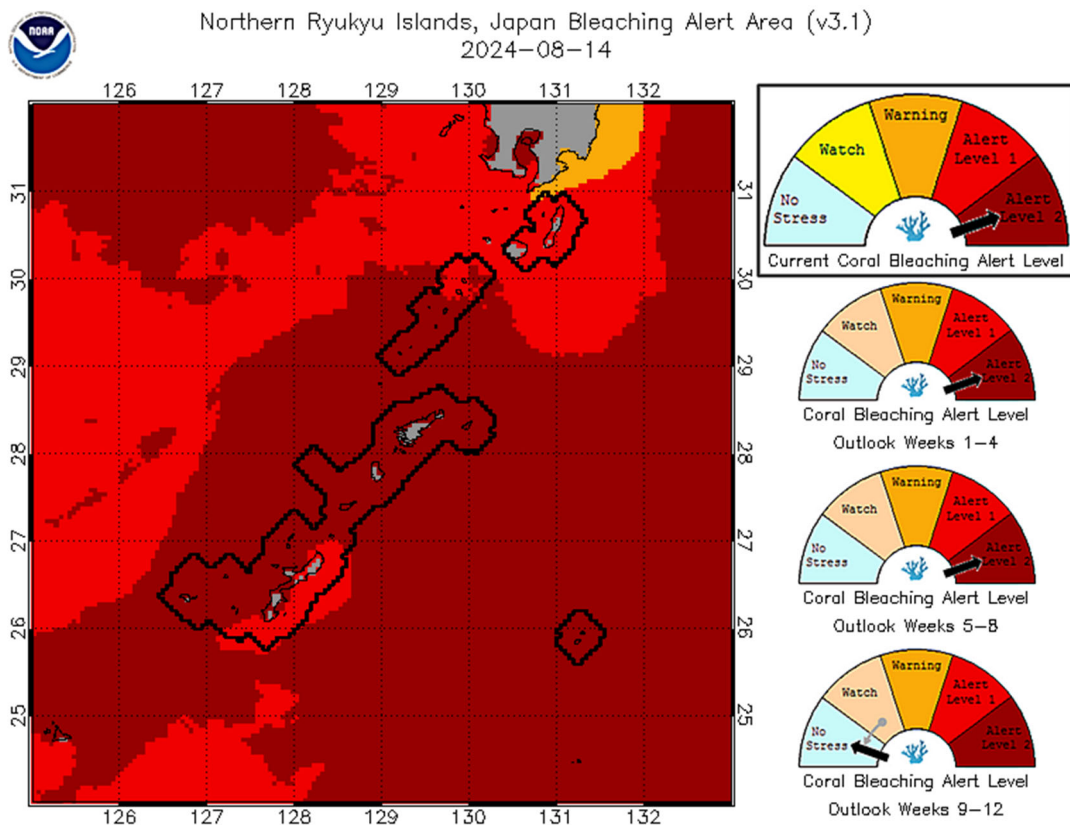 Northern Ryukyu Islands, Japan Bleaching Alert Area (v3.1)
2024-08-14
NOAA
U.S. DEPARTMENT OF COMMERCE
126 127 128 129 130 131 132
31 31
30 30
29 29
28 28
27 27
26 26
25 25
126 127 128 129 130 131 132
No Stress
Watch
Warning
Alert Level 1
Alert Level 2
Current Coral Bleaching Alert Level
No Stress
Watch
Warning
Alert Level 1
Alert Level 2
Coral Bleaching Alert Level
Outlook Weeks 1-4
No Stress
Watch
Warning
Alert Level 1
Alert Level 2
Coral Bleaching Alert Level
Outlook Weeks 5-8
No Stress
Watch
Warning
Alert Level 1
Alert Level 2
Coral Bleaching Alert Level
Outlook Weeks 9-12